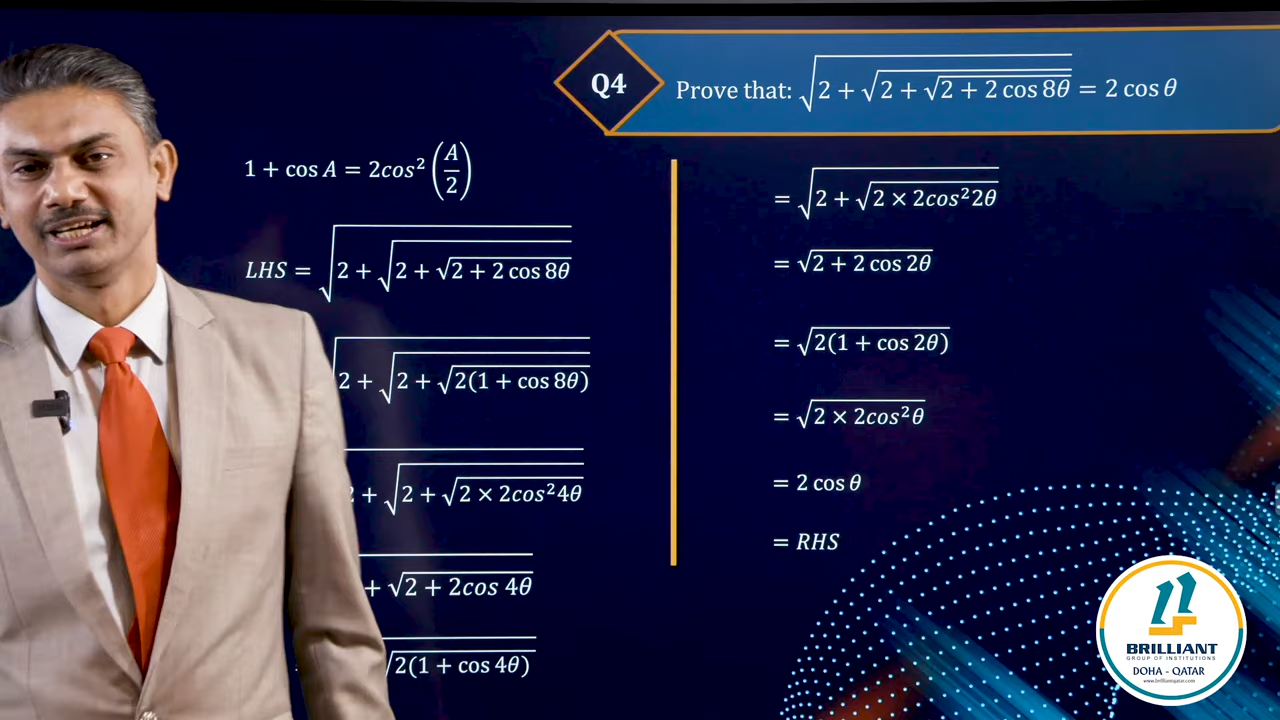 Q4
Prove that: √(2 + √(2 + √(2 + 2 cos 8θ))) = 2 cos θ
1 + cos A = 2cos² (A/2)
LHS = √(2 + √(2 + √(2 + 2 cos 8θ)))
√(2 + √(2 + √(2(1 + cos 8θ))))
2 + √(2 + √(2 × 2cos²4θ))
+ √(2 + 2cos 4θ)
√(2(1 + cos 4θ))
= √(2 + √(2 × 2cos²2θ))
= √(2 + 2 cos 2θ)
= √(2(1 + cos 2θ))
= √(2 × 2cos²θ)
= 2 cos θ
= RHS
BRILLIANT
GROUP OF INSTITUTIONS
DOHA - QATAR
www.brilliantqatar.com